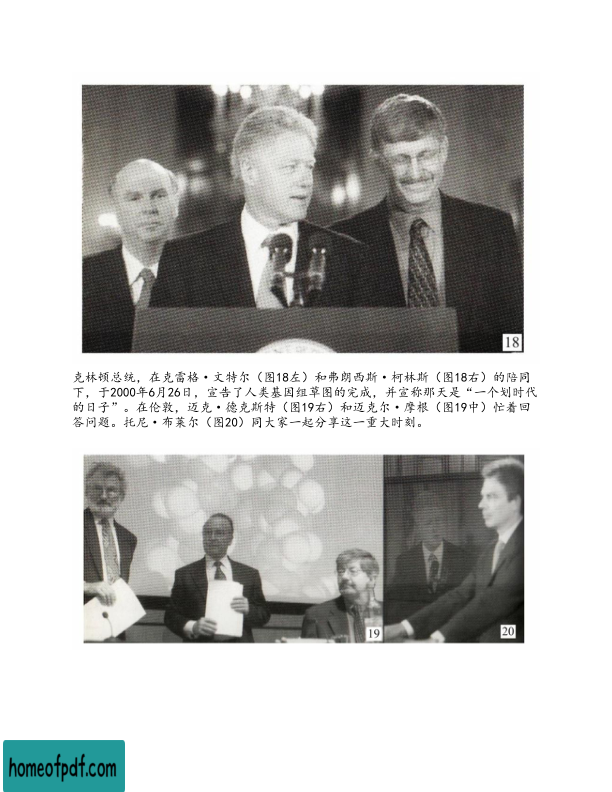 18
克林顿总统，在克雷格·文特尔（图18左）和弗朗西斯·柯林斯（图18右）的陪同
下，于2000年6月26日，宣告了人类基因组草图的完成，并宣称那天是“一个划时代
的日子”。在伦敦，迈克·德克斯特（图19右）和迈克尔·摩根（图19中）忙着回
答问题。托尼·布莱尔（图20）同大家一起分享这一重大时刻。
19
20
homeofpdf.com